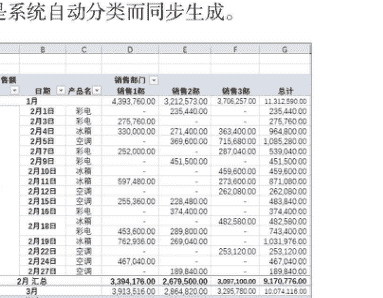 是系统自动分类而同步生成。
B C D E F G
售额 销售部门
日期 产品名 销售1部 销售2部 销售3部 总计
1月 4,393,760.00 3,212,573.00 3,706,257.00 11,312,590.00
2月1日 彩电 - 235,440.00 - 235,440.00
2月3日 彩电 275,760.00 - - 275,760.00
2月4日 冰箱 330,000.00 271,400.00 363,400.00 964,800.00
2月5日 空调 - 369,600.00 715,680.00 1,085,280.00
2月7日 彩电 252,000.00 - 287,040.00 539,040.00
2月9日 彩电 - 451,500.00 - 451,500.00
2月10日 冰箱 - - 459,600.00 459,600.00
2月11日 冰箱 597,480.00 - 273,600.00 871,080.00
2月12日 空调 - - 262,080.00 262,080.00
2月15日 空调 255,360.00 228,480.00 - 483,840.00
2月16日 彩电 - 374,400.00 - 374,400.00
2月18日 冰箱 - - 482,580.00 482,580.00
彩电 453,600.00 289,800.00 - 743,400.00
2月19日 冰箱 762,936.00 269,040.00 - 1,031,976.00
2月22日 空调 - - 253,120.00 253,120.00
2月24日 空调 467,040.00 - - 467,040.00
2月27日 空调 - 189,840.00 - 189,840.00
2月 汇总 3,394,176.00 2,679,500.00 3,097,100.00 9,170,776.00
3月 3,913,516.00 2,864,820.00 3,295,780.00 10,074,116.00